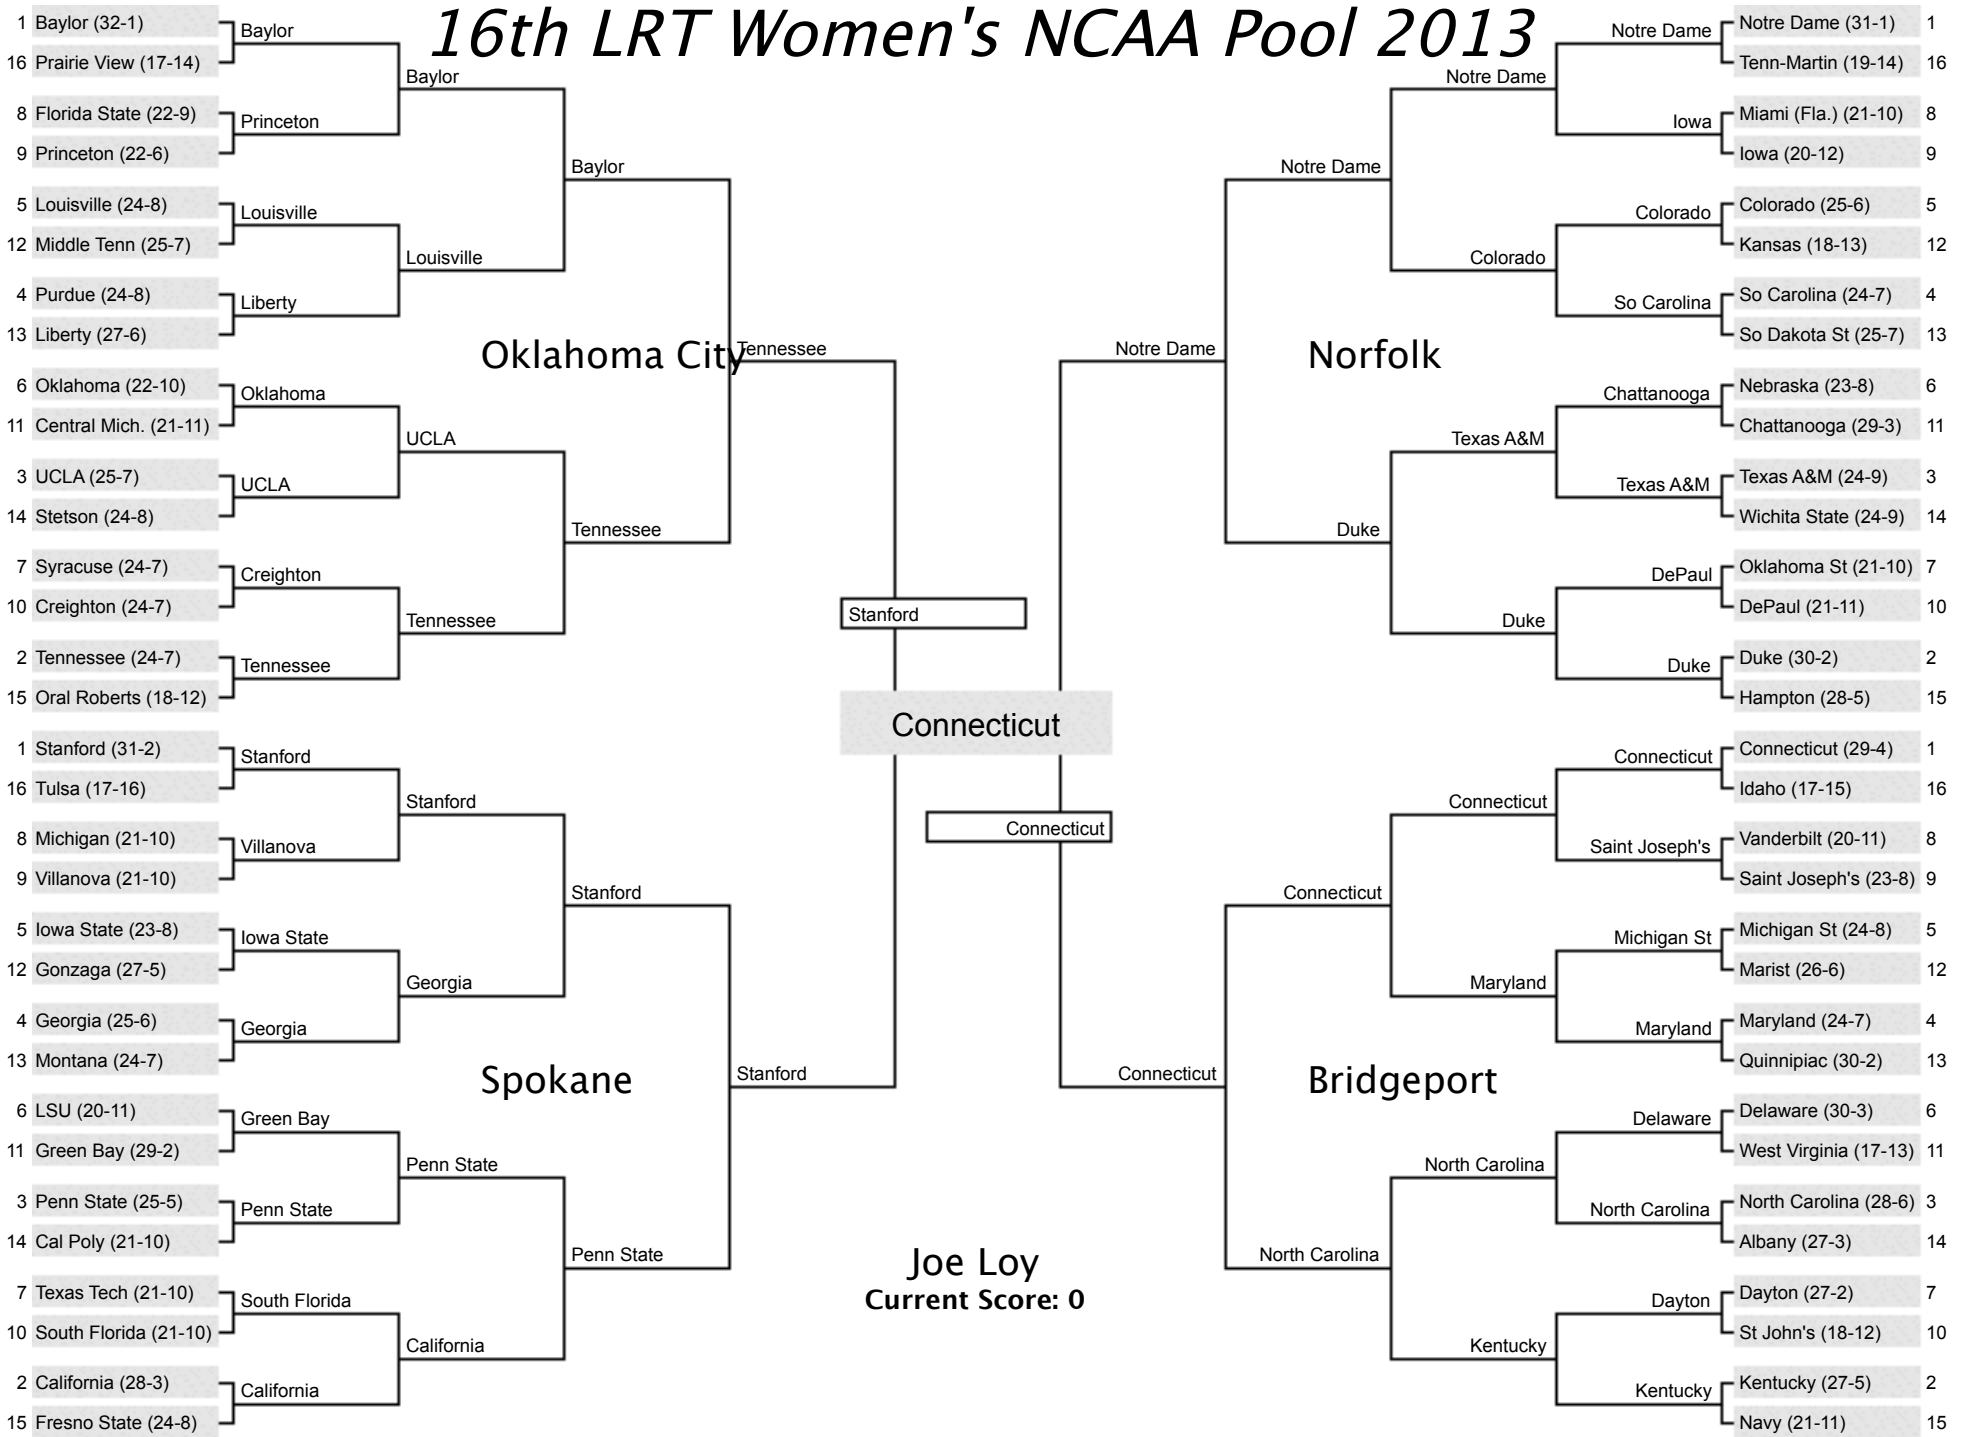 16th LRT Women's NCAA Pool 2013
1 Baylor (32-1)
16 Prairie View (17-14)
8 Florida State (22-9)
9 Princeton (22-6)
5 Louisville (24-8)
12 Middle Tenn (25-7)
4 Purdue (24-8)
13 Liberty (27-6)
6 Oklahoma (22-10)
11 Central Mich. (21-11)
3 UCLA (25-7)
14 Stetson (24-8)
7 Syracuse (24-7)
10 Creighton (24-7)
2 Tennessee (24-7)
15 Oral Roberts (18-12)
1 Stanford (31-2)
16 Tulsa (17-16)
8 Michigan (21-10)
9 Villanova (21-10)
5 Iowa State (23-8)
12 Gonzaga (27-5)
4 Georgia (25-6)
13 Montana (24-7)
6 LSU (20-11)
11 Green Bay (29-2)
3 Penn State (25-5)
14 Cal Poly (21-10)
7 Texas Tech (21-10)
10 South Florida (21-10)
2 California (28-3)
15 Fresno State (24-8)
Baylor
Princeton
Louisville
Liberty
Oklahoma
UCLA
Creighton
Tennessee
Stanford
Villanova
Iowa State
Georgia
Green Bay
Penn State
South Florida
California
Baylor
Louisville
UCLA
Tennessee
Stanford
Georgia
Penn State
California
Baylor
Tennessee
Stanford
Penn State
Oklahoma City
Spokane
Tennessee
Stanford
Stanford
Connecticut
Connecticut
Joe Loy
Current Score: 0
Notre Dame
Connecticut
Norfolk
Bridgeport
Notre Dame
Duke
Connecticut
North Carolina
Notre Dame
Colorado
Texas A&M
Duke
Connecticut
Maryland
North Carolina
Kentucky
Notre Dame
Iowa
Colorado
So Carolina
Chattanooga
Texas A&M
DePaul
Duke
Connecticut
Saint Joseph's
Michigan St
Maryland
Delaware
North Carolina
Dayton
Kentucky
Notre Dame (31-1) 1
Tenn-Martin (19-14) 16
Miami (Fla.) (21-10) 8
Iowa (20-12) 9
Colorado (25-6) 5
Kansas (18-13) 12
So Carolina (24-7) 4
So Dakota St (25-7) 13
Nebraska (23-8) 6
Chattanooga (29-3) 11
Texas A&M (24-9) 3
Wichita State (24-9) 14
Oklahoma St (21-10) 7
DePaul (21-11) 10
Duke (30-2) 2
Hampton (28-5) 15
Connecticut (29-4) 1
Idaho (17-15) 16
Vanderbilt (20-11) 8
Saint Joseph's (23-8) 9
Michigan St (24-8) 5
Marist (26-6) 12
Maryland (24-7) 4
Quinnipiac (30-2) 13
Delaware (30-3) 6
West Virginia (17-13) 11
North Carolina (28-6) 3
Albany (27-3) 14
Dayton (27-2) 7
St John's (18-12) 10
Kentucky (27-5) 2
Navy (21-11) 15